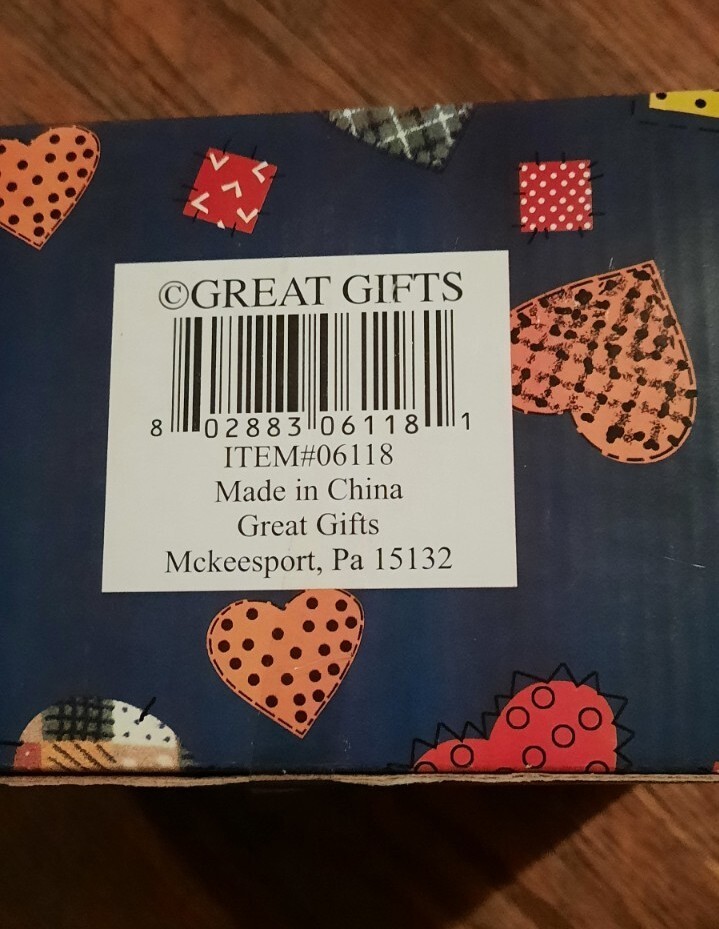 ©GREAT GIFTS
8 02883 06118 1
ITEM#06118
Made in China
Great Gifts
Mckeesport, Pa 15132